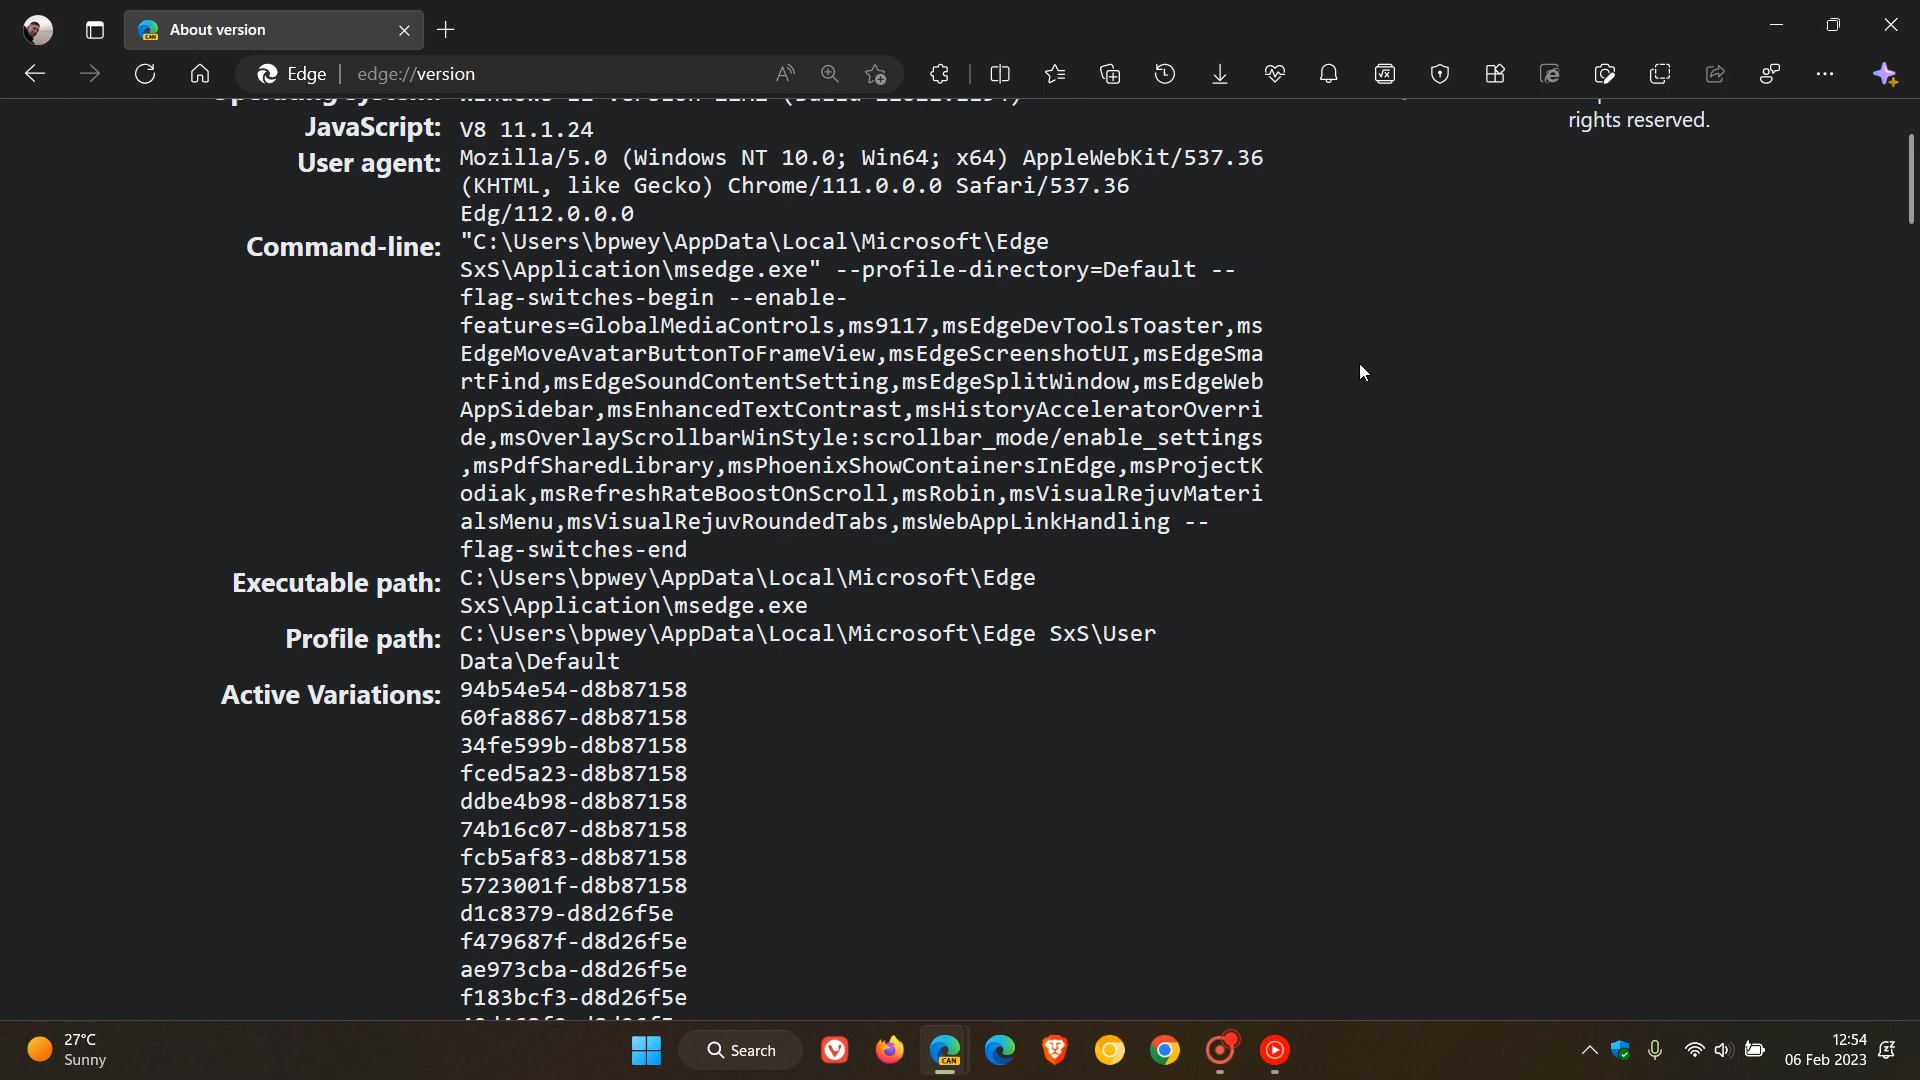 About version
Edge
edge://version
JavaScript: V8 11.1.24
rights reserved.
User agent: Mozilla/5.0 (Windows NT 10.0; Win64; x64) AppleWebKit/537.36
(KHTML, like Gecko) Chrome/111.0.0.0 Safari/537.36
Edg/112.0.0.0
Command-line: "C:\Users\bpwey\AppData\Local\Microsoft\Edge
SxS\Application\msedge.exe" --profile-directory=Default --
flag-switches-begin --enable-
features=GlobalMediaControls,ms9117,msEdgeDevToolsToaster,ms
EdgeMoveAvatarButtonToFrameView,msEdgeScreenshotUI,msEdgeSma
rtFind,msEdgeSoundContentSetting,msEdgeSplitWindow,msEdgeWeb
AppSidebar,msEnhancedTextContrast,msHistoryAcceleratorOverri
de,msOverlayScrollbarWinStyle:scrollbar_mode/enable_settings
,msPdfSharedLibrary,msPhoenixShowContainersInEdge,msProjectK
odiak,msRefreshRateBoostOnScroll,msRobin,msVisualRejuvMateri
alsMenu,msVisualRejuvRoundedTabs,msWebAppLinkHandling --
flag-switches-end
Executable path: C:\Users\bpwey\AppData\Local\Microsoft\Edge
SxS\Application\msedge.exe
Profile path: C:\Users\bpwey\AppData\Local\Microsoft\Edge SxS\User
Data\Default
Active Variations: 94b54e54-d8b87158
60fa8867-d8b87158
34fe599b-d8b87158
fced5a23-d8b87158
ddbe4b98-d8b87158
74b16c07-d8b87158
fcb5af83-d8b87158
5723001f-d8b87158
d1c8379-d8d26f5e
f479687f-d8d26f5e
ae973cba-d8d26f5e
f183bcf3-d8d26f5e
27°C
Sunny
Search
CAN
12:54
06 Feb 2023